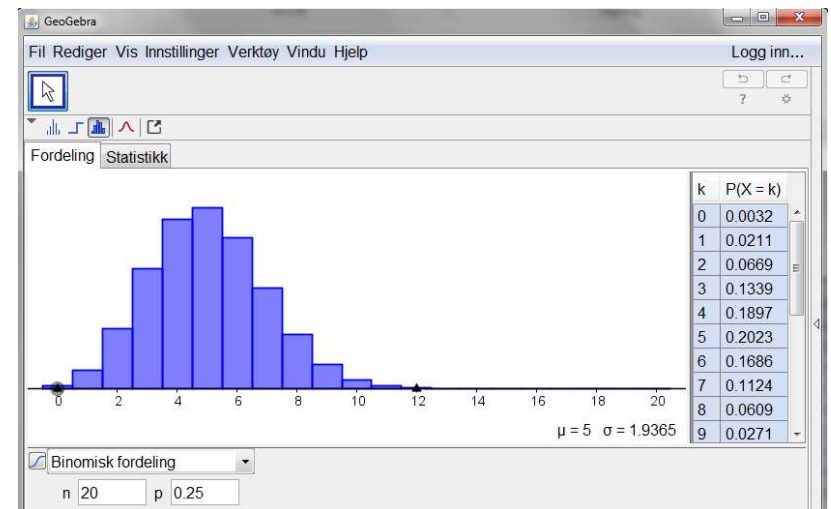 GeoGebra
Fil Rediger Vis Innstillinger Verktøy Vindu Hjelp Logg inn...
?
Fordeling Statistikk
k P(X = k)
0 0.0032
1 0.0211
2 0.0669
3 0.1339
4 0.1897
5 0.2023
6 0.1686
7 0.1124
8 0.0609
9 0.0271
0 2 4 6 8 10 12 14 16 18 20
μ = 5 σ = 1.9365
Binomisk fordeling
n 20 p 0.25